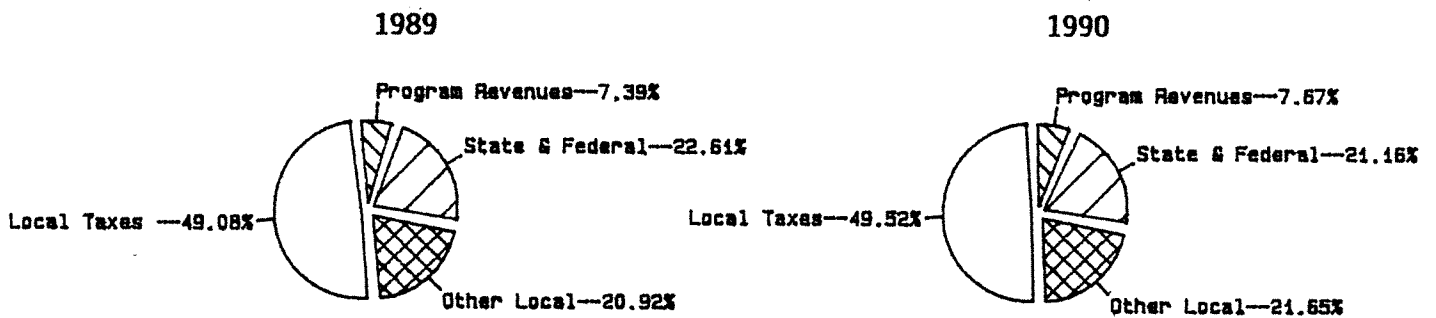 1989
Program Revenues—7.39%
State & Federal—22.61%
Local Taxes —49.08%
Other Local—20.92%
1990
Program Revenues—7.67%
State & Federal—21.16%
Local Taxes—49.52%
Other Local—21.65%